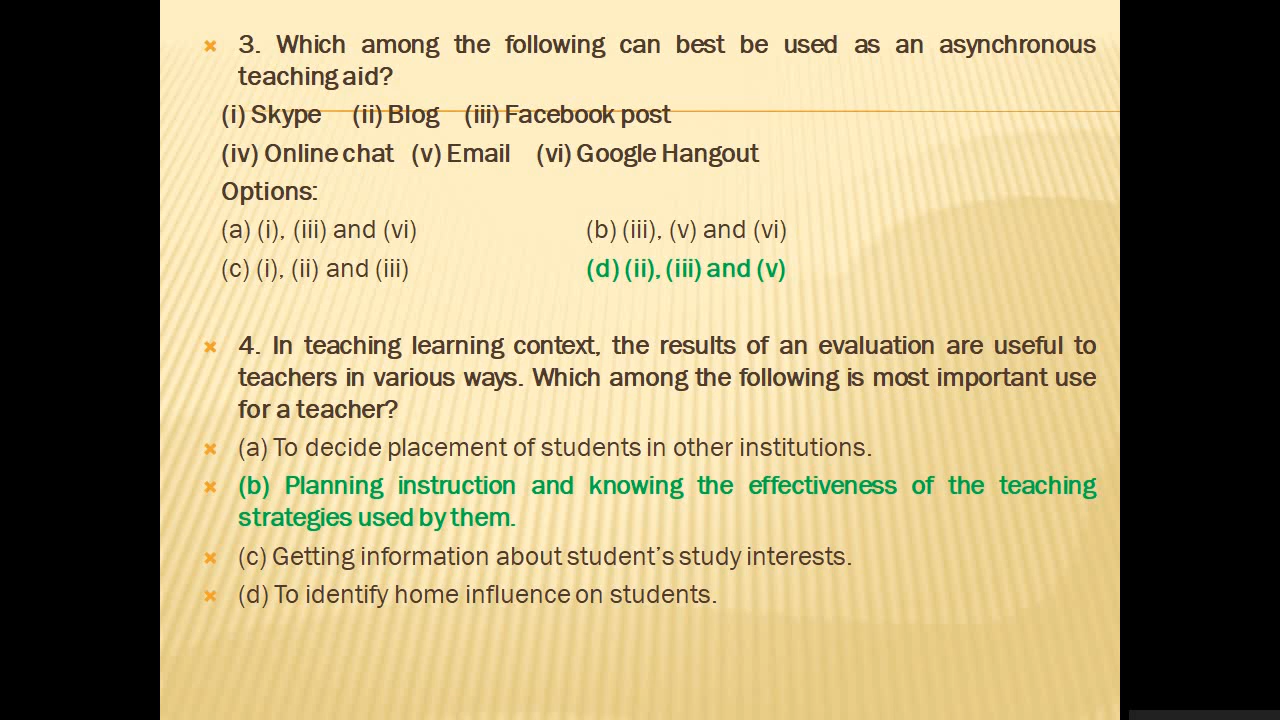 3. Which among the following can best be used as an asynchronous
teaching aid?
(i) Skype (ii) Blog (iii) Facebook post
(iv) Online chat (v) Email (vi) Google Hangout
Options:
(a) (i), (iii) and (vi) (b) (iii), (v) and (vi)
(c) (i), (ii) and (iii) (d) (ii), (iii) and (v)
4. In teaching learning context, the results of an evaluation are useful to
teachers in various ways. Which among the following is most important use
for a teacher?
(a) To decide placement of students in other institutions.
(b) Planning instruction and knowing the effectiveness of the teaching
strategies used by them.
(c) Getting information about student's study interests.
(d) To identify home influence on students.